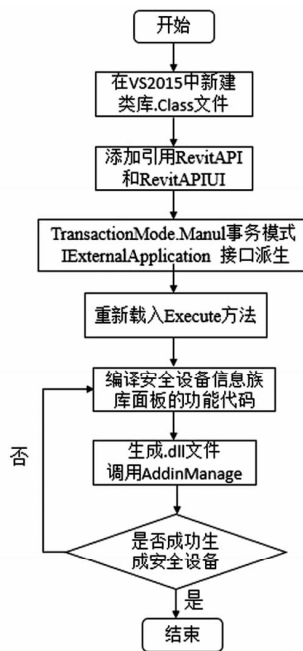 开始
在VS2015中新建
类库.Class文件
添加引用RevitAPI
和RevitAPIUI
TransactionMode.Manul事务模式
IExternalApplication 接口派生
重新载入Execute方法
编译安全设备信息族
库面板的功能代码
否
生成.dll文件
调用AddinManage
是否成功生
成安全设备
是
结束